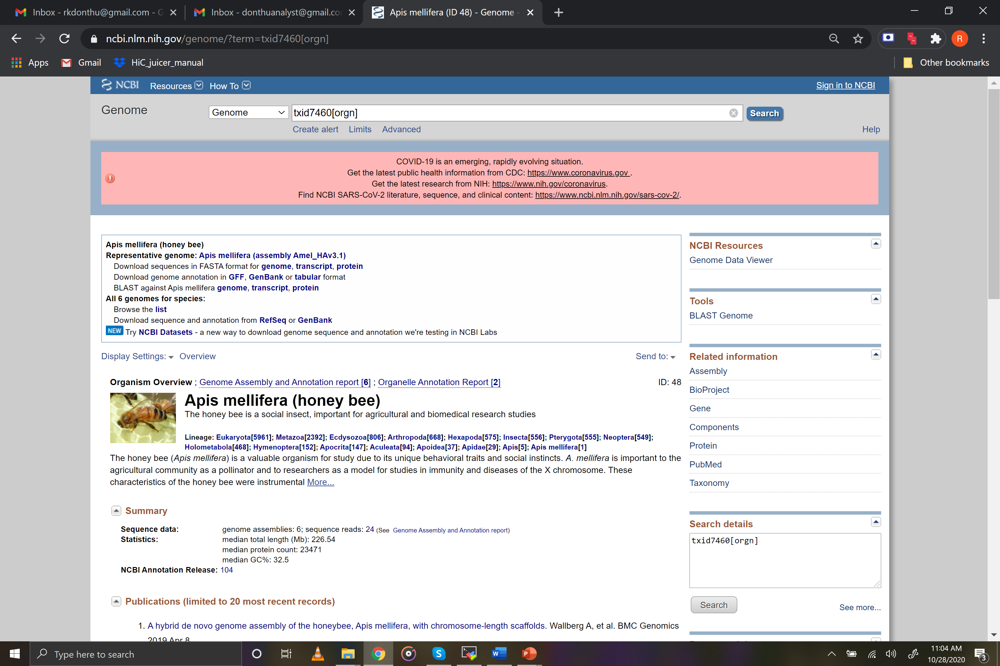 Inbox - rkdonthu@gmail.com - G
Inbox - donthuanalyst@gmail.co
Apis mellifera (ID 48) - Genome -
ncbi.nlm.nih.gov/genome/?term=txid7460[orgn]
R
Apps
Gmail
HiC_juicer_manual
Other bookmarks
NCBI
Resources
How To
Sign in to NCBI
Genome
Genome
txid7460[orgn]
Search
Create alert
Limits
Advanced
Help
COVID-19 is an emerging, rapidly evolving situation.
Get the latest public health information from CDC: https://www.coronavirus.gov .
Get the latest research from NIH: https://www.nih.gov/coronavirus.
Find NCBI SARS-CoV-2 literature, sequence, and clinical content: https://www.ncbi.nlm.nih.gov/sars-cov-2/.
Apis mellifera (honey bee)
Representative genome: Apis mellifera (assembly Amel_HAv3.1)
Download sequences in FASTA format for genome, transcript, protein
Download genome annotation in GFF, GenBank or tabular format
BLAST against Apis mellifera genome, transcript, protein
All 6 genomes for species:
Browse the list
Download sequence and annotation from RefSeq or GenBank
NEW Try NCBI Datasets - a new way to download genome sequence and annotation we're testing in NCBI Labs
Display Settings:
Overview
Send to:
Organism Overview ; Genome Assembly and Annotation report [6] ; Organelle Annotation Report [2]
ID: 48
Apis mellifera (honey bee)
The honey bee is a social insect, important for agricultural and biomedical research studies
Lineage: Eukaryota[5961]; Metazoa[2392]; Ecdysozoa[806]; Arthropoda[668]; Hexapoda[575]; Insecta[556]; Pterygota[555]; Neoptera[549];
Holometabola[468]; Hymenoptera[152]; Apocrita[147]; Aculeata[94]; Apoidea[37]; Apidae[29]; Apis[5]; Apis mellifera[1]
The honey bee (Apis mellifera) is a valuable organism for study due to its unique behavioral traits and social instincts. A. mellifera is important to the
agricultural community as a pollinator and to researchers as a model for studies in immunity and diseases of the X chromosome. These
characteristics of the honey bee were instrumental More...
Summary
Sequence data: genome assemblies: 6; sequence reads: 24 (See Genome Assembly and Annotation report)
Statistics: median total length (Mb): 226.54
median protein count: 23471
median GC%: 32.5
NCBI Annotation Release: 104
Publications (limited to 20 most recent records)
1. A hybrid de novo genome assembly of the honeybee, Apis mellifera, with chromosome-length scaffolds. Wallberg A, et al. BMC Genomics
2019 Apr 8
NCBI Resources
Genome Data Viewer
Tools
BLAST Genome
Related information
Assembly
BioProject
Gene
Components
Protein
PubMed
Taxonomy
Search details
txid7460[orgn]
Search
See more...
Type here to search
11:04 AM
10/28/2020
3